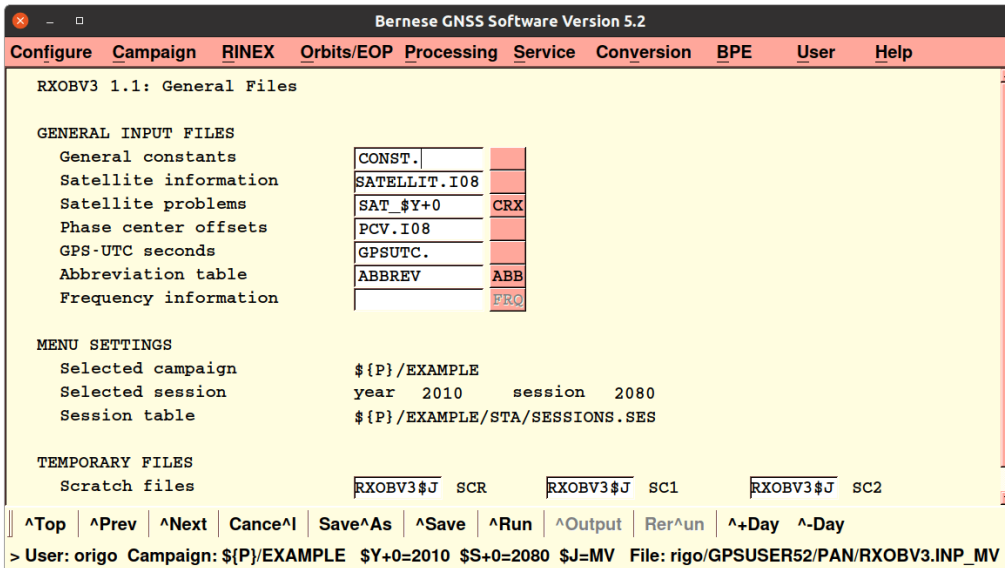 Bernese GNSS Software Version 5.2
Configure Campaign RINEX Orbits/EOP Processing Service Conversion BPE User Help
RXOBV3 1.1: General Files
GENERAL INPUT FILES
General constants CONST.
Satellite information SATELLIT.I08
Satellite problems SAT_$Y+0 CRX
Phase center offsets PCV.I08
GPS-UTC seconds GPSUTC.
Abbreviation table ABBREV ABB
Frequency information FRQ
MENU SETTINGS
Selected campaign ${P}/EXAMPLE
Selected session year 2010 session 2080
Session table ${P}/EXAMPLE/STA/SESSIONS.SES
TEMPORARY FILES
Scratch files RXOBV3$J SCR RXOBV3$J SC1 RXOBV3$J SC2
^Top ^Prev ^Next Cance^l Save^As ^Save ^Run ^Output Rer^un ^+Day ^-Day
> User: origo Campaign: ${P}/EXAMPLE $Y+0=2010 $S+0=2080 $J=MV File: rigo/GPSUSER52/PAN/RXOBV3.INP_MV